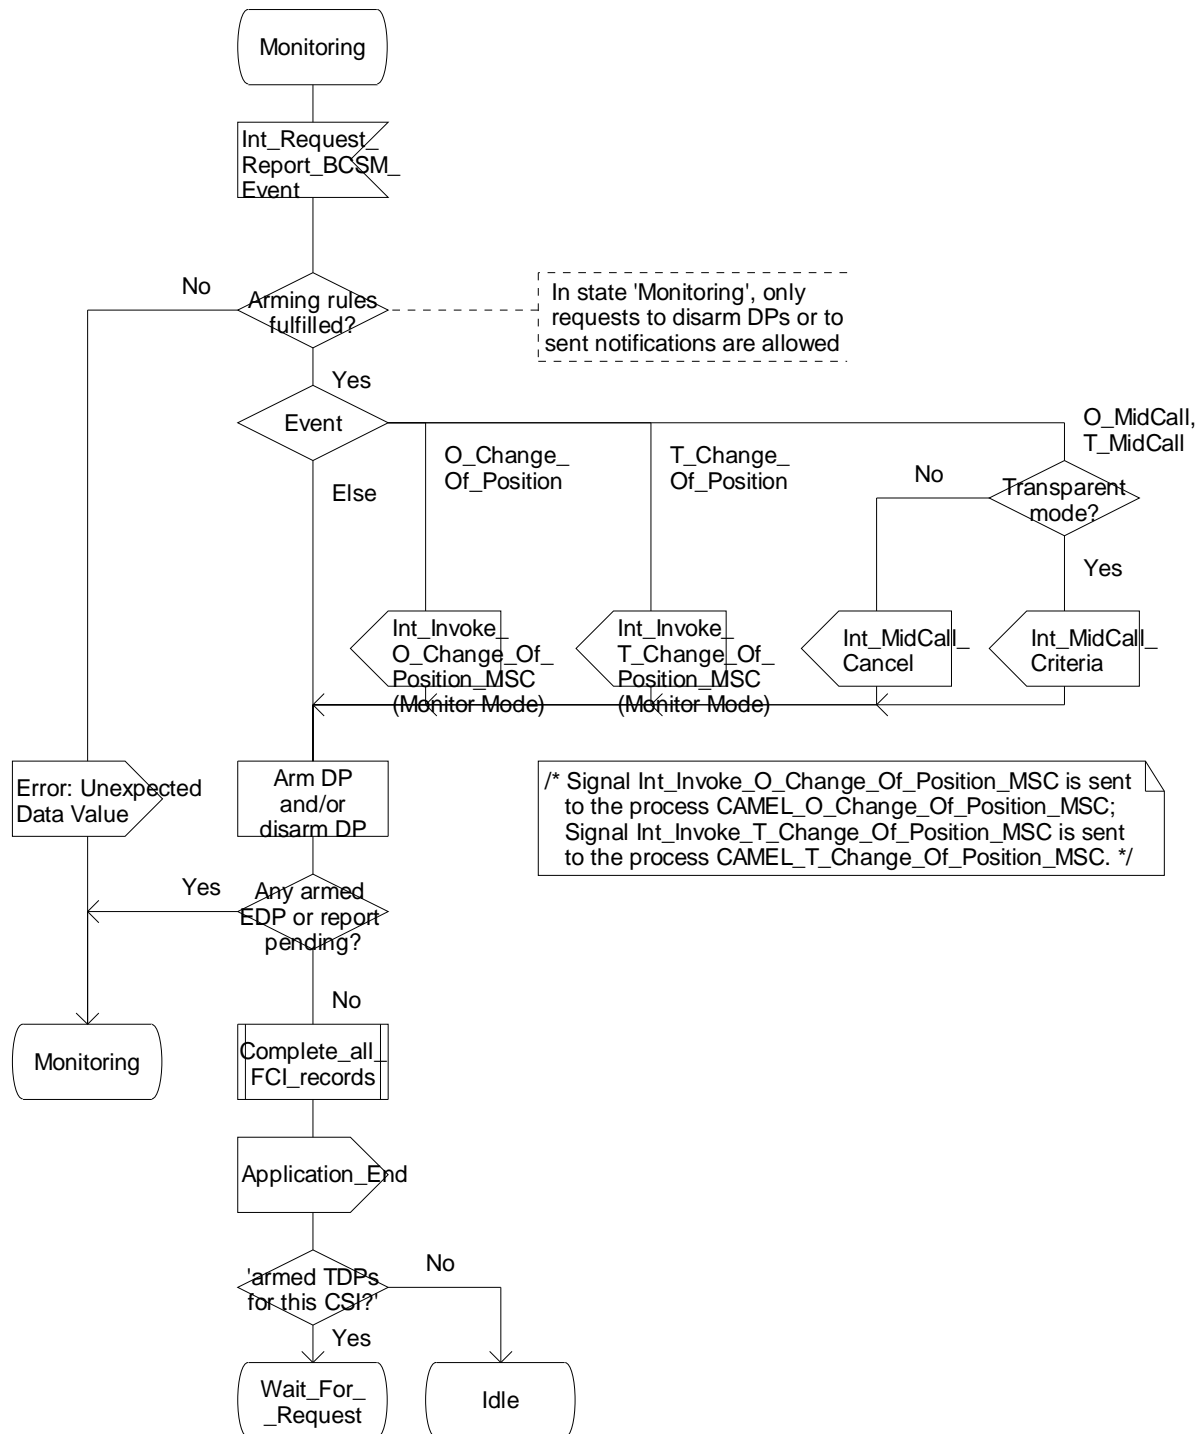 Monitoring
Int_Request_
Report_BCSM_
Event
No
Arming rules
fulfilled?
In state 'Monitoring', only
requests to disarm DPs or to
sent notifications are allowed
Yes
Event
O_MidCall,
T_MidCall
O_Change_
Of_Position
T_Change_
Of_Position
Else
No
Transparent
mode?
Yes
Int_Invoke_
O_Change_Of_
Position_MSC
(Monitor Mode)
Int_Invoke_
T_Change_Of_
Position_MSC
(Monitor Mode)
Int_MidCall_
Cancel
Int_MidCall_
Criteria
Error: Unexpected
Data Value
Arm DP
and/or
disarm DP
/* Signal Int_Invoke_O_Change_Of_Position_MSC is sent
to the process CAMEL_O_Change_Of_Position_MSC;
Signal Int_Invoke_T_Change_Of_Position_MSC is sent
to the process CAMEL_T_Change_Of_Position_MSC. */
Yes
Any armed
EDP or report
pending?
No
Monitoring
Complete_all_
FCI_records
Application_End
'armed TDPs
for this CSI?'
No
Yes
Wait_For_
_Request
Idle